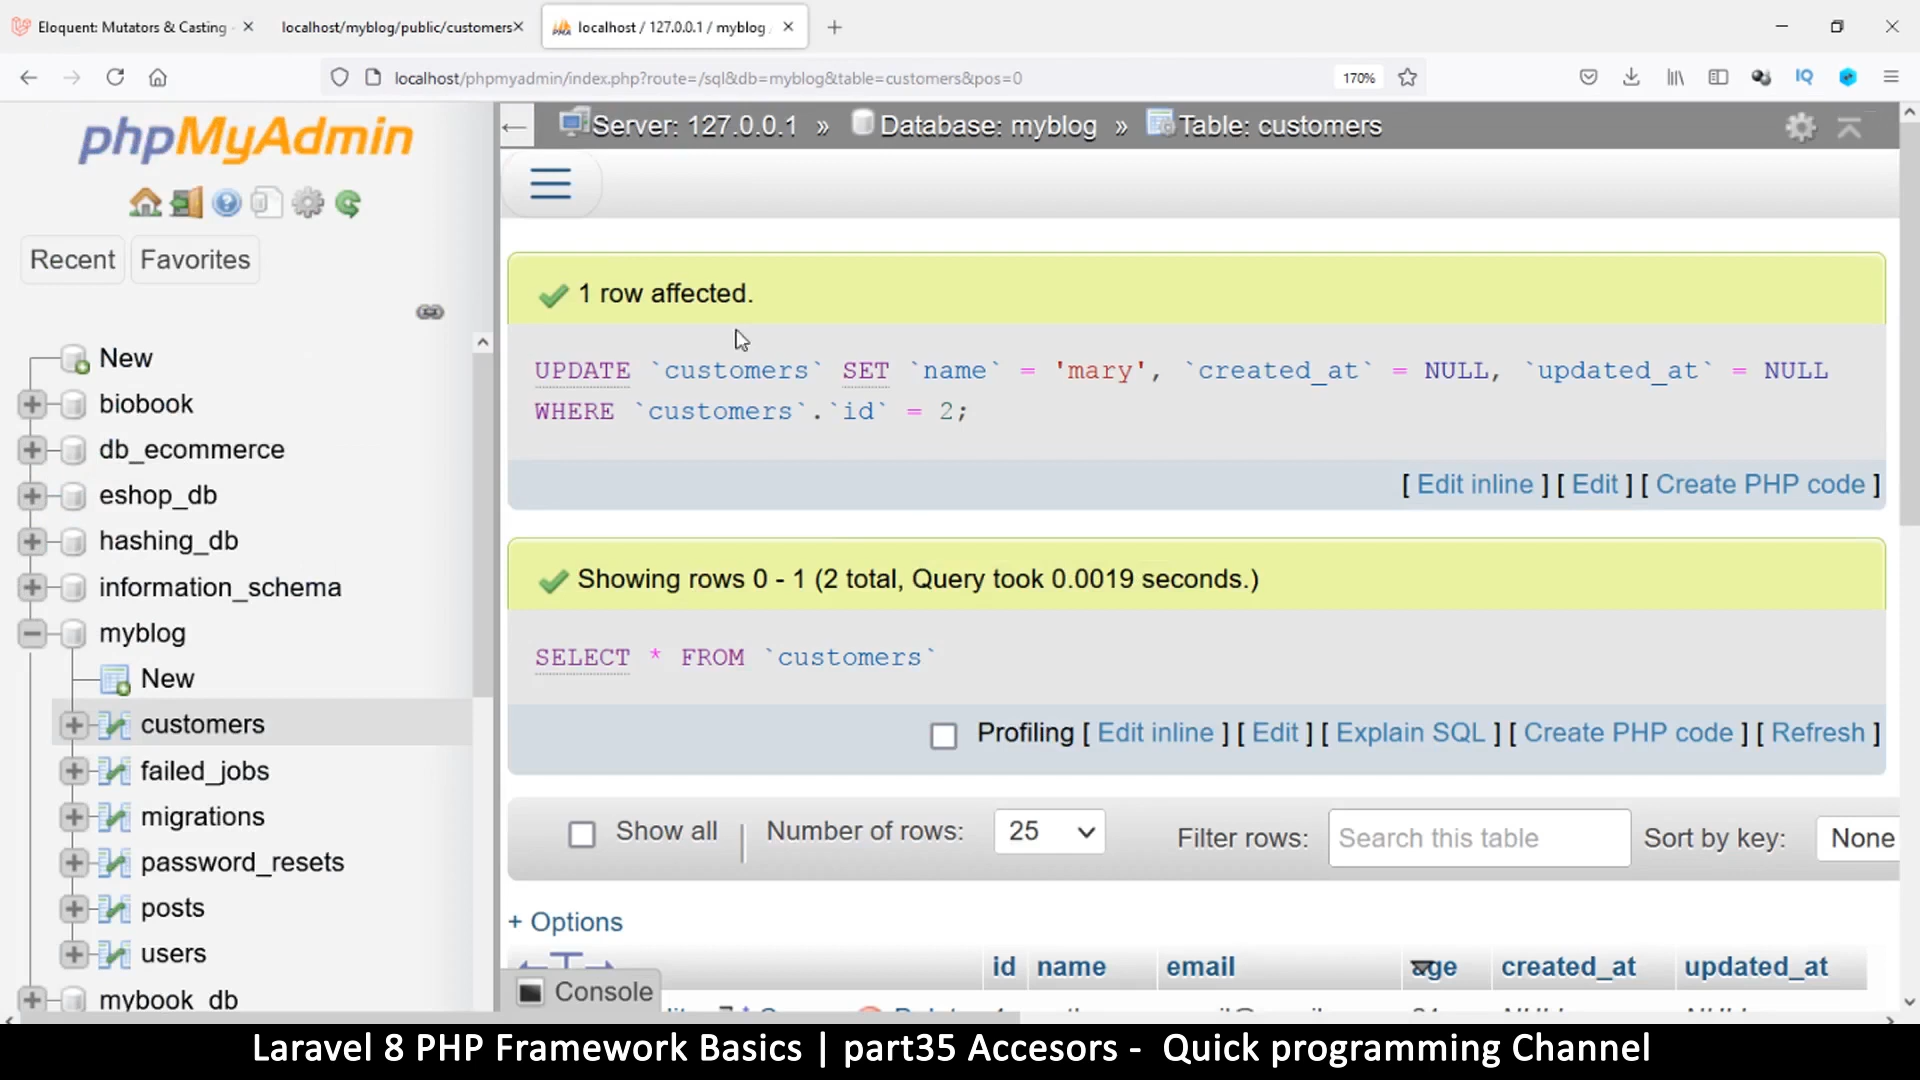 Eloquent: Mutators & Casting
localhost/myblog/public/customers
localhost / 127.0.0.1 / myblog
localhost/phpmyadmin/index.php?route=/sql&db=myblog&table=customers&pos=0
170%
IQ
phpMyAdmin
Recent
Favorites
New
biobook
db_ecommerce
eshop_db
hashing_db
information_schema
myblog
New
customers
failed_jobs
migrations
password_resets
posts
users
mybook_db
Server: 127.0.0.1 » Database: myblog » Table: customers
1 row affected.
UPDATE `customers` SET `name` = 'mary', `created_at` = NULL, `updated_at` = NULL
WHERE `customers`.`id` = 2;
[ Edit inline ] [ Edit ] [ Create PHP code ]
Showing rows 0 - 1 (2 total, Query took 0.0019 seconds.)
SELECT * FROM `customers`
Profiling [ Edit inline ] [ Edit ] [ Explain SQL ] [ Create PHP code ] [ Refresh ]
Show all | Number of rows: 25 Filter rows: Search this table Sort by key: None
+ Options
id name email age created_at updated_at
Console
Laravel 8 PHP Framework Basics | part35 Accesors - Quick programming Channel